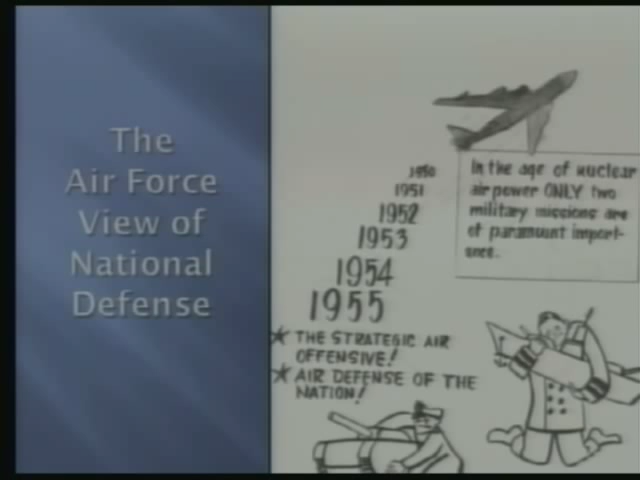 The
Air Force
View of
National
Defense
1950
1951
1952
1953
1954
1955
In the age of nuclear
air power ONLY two
military missions are
of paramount import-
ance.
★ THE STRATEGIC AIR
OFFENSIVE!
★ AIR DEFENSE OF THE
NATION!